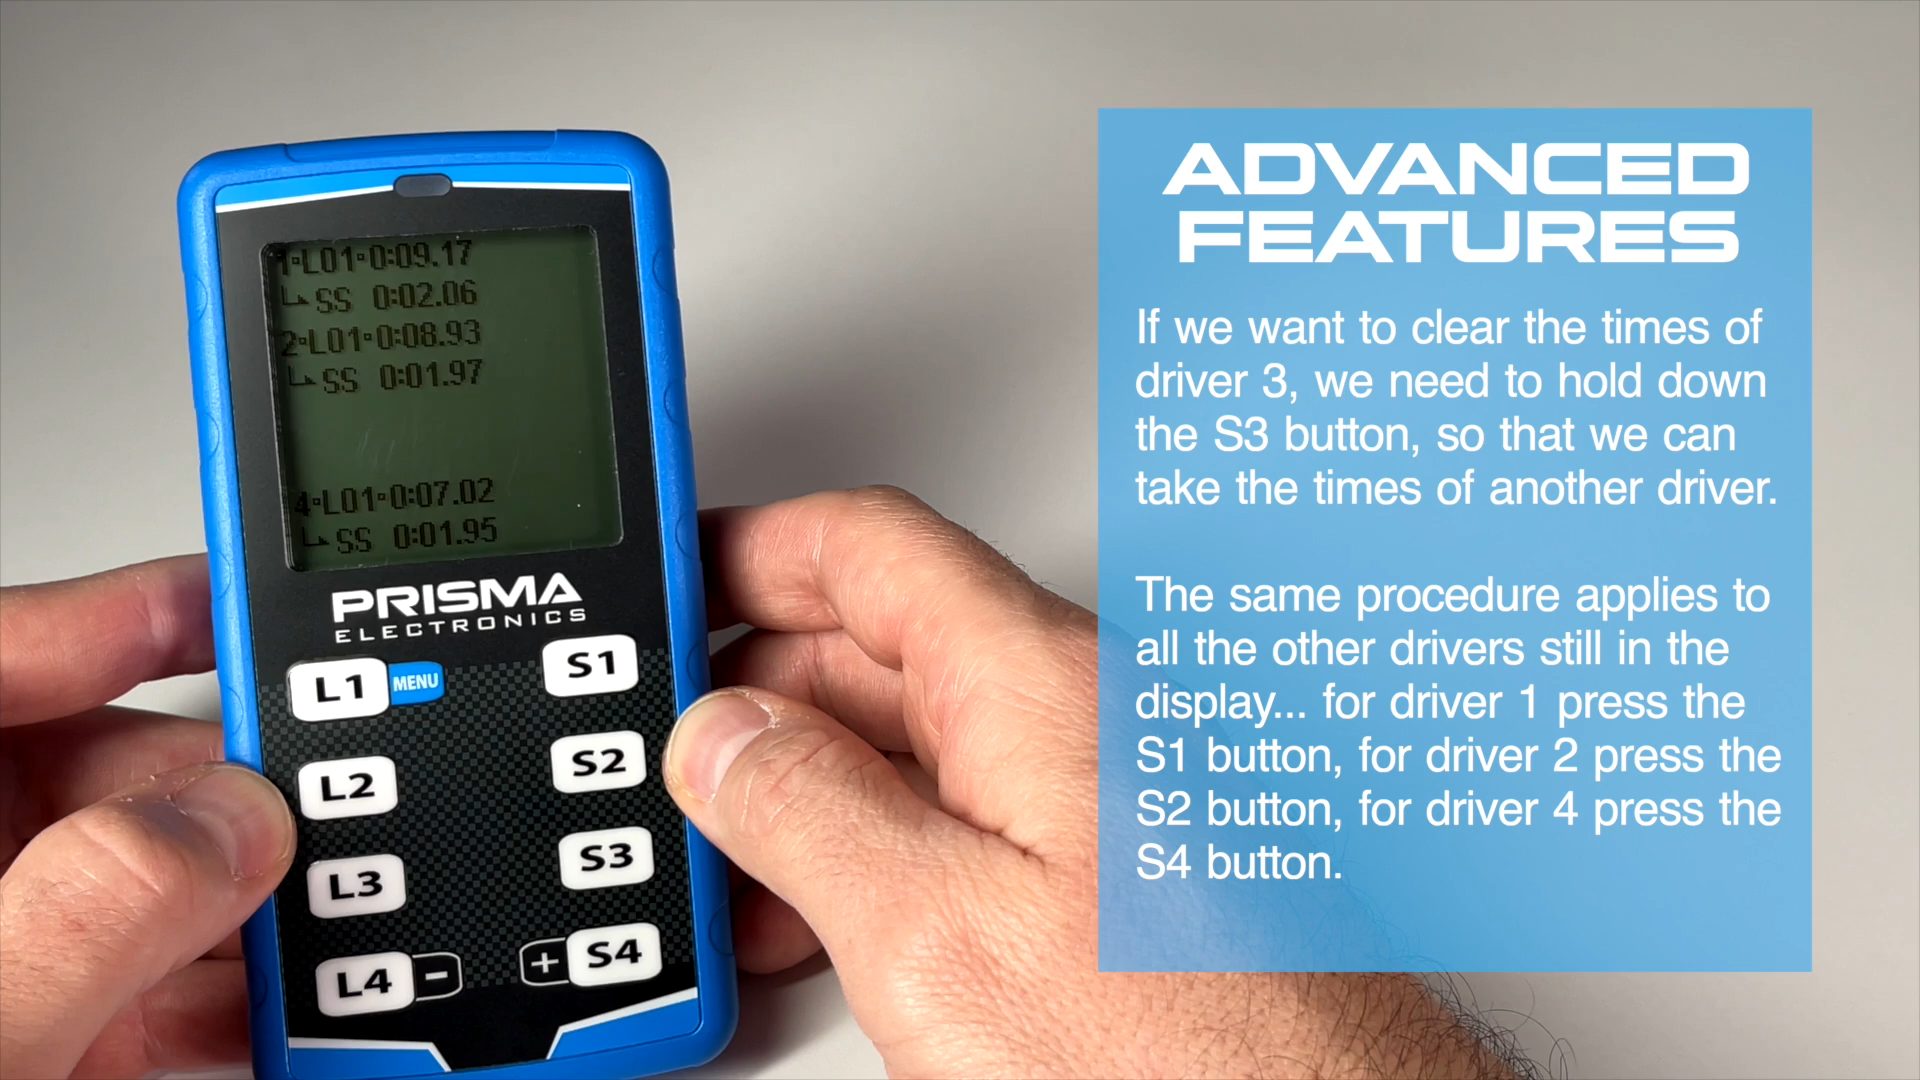 1•L01•0:09.17
SS 0:02.06
2•L01•0:08.93
SS 0:01.97
4•L01•0:07.02
SS 0:01.95
PRISMA
ELECTRONICS
L1 MENU S1
L2 S2
L3 S3
L4 - + S4
ADVANCED
FEATURES
If we want to clear the times of
driver 3, we need to hold down
the S3 button, so that we can
take the times of another driver.
The same procedure applies to
all the other drivers still in the
display... for driver 1 press the
S1 button, for driver 2 press the
S2 button, for driver 4 press the
S4 button.